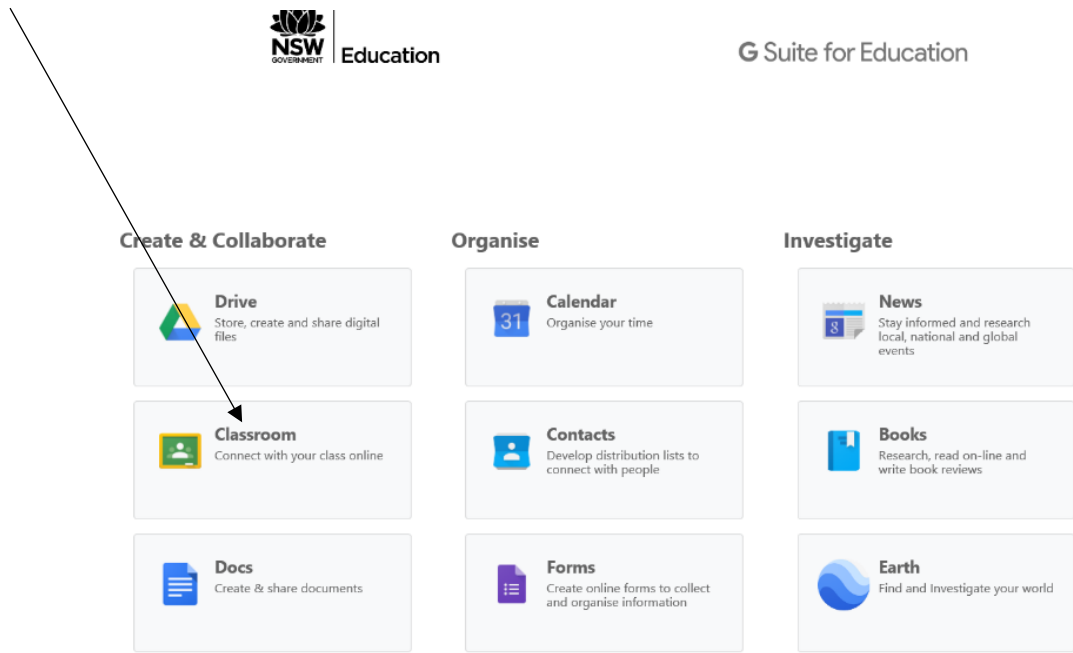 NSW
GOVERNMENT
Education
G Suite for Education
Create & Collaborate
Drive
Store, create and share digital
files
Classroom
Connect with your class online
Docs
Create & share documents
Organise
Calendar
31
Organise your time
Contacts
Develop distribution lists to
connect with people
Forms
Create online forms to collect
and organise information
Investigate
News
Stay informed and research
local, national and global
events
Books
Research, read on-line and
write book reviews
Earth
Find and Investigate your world